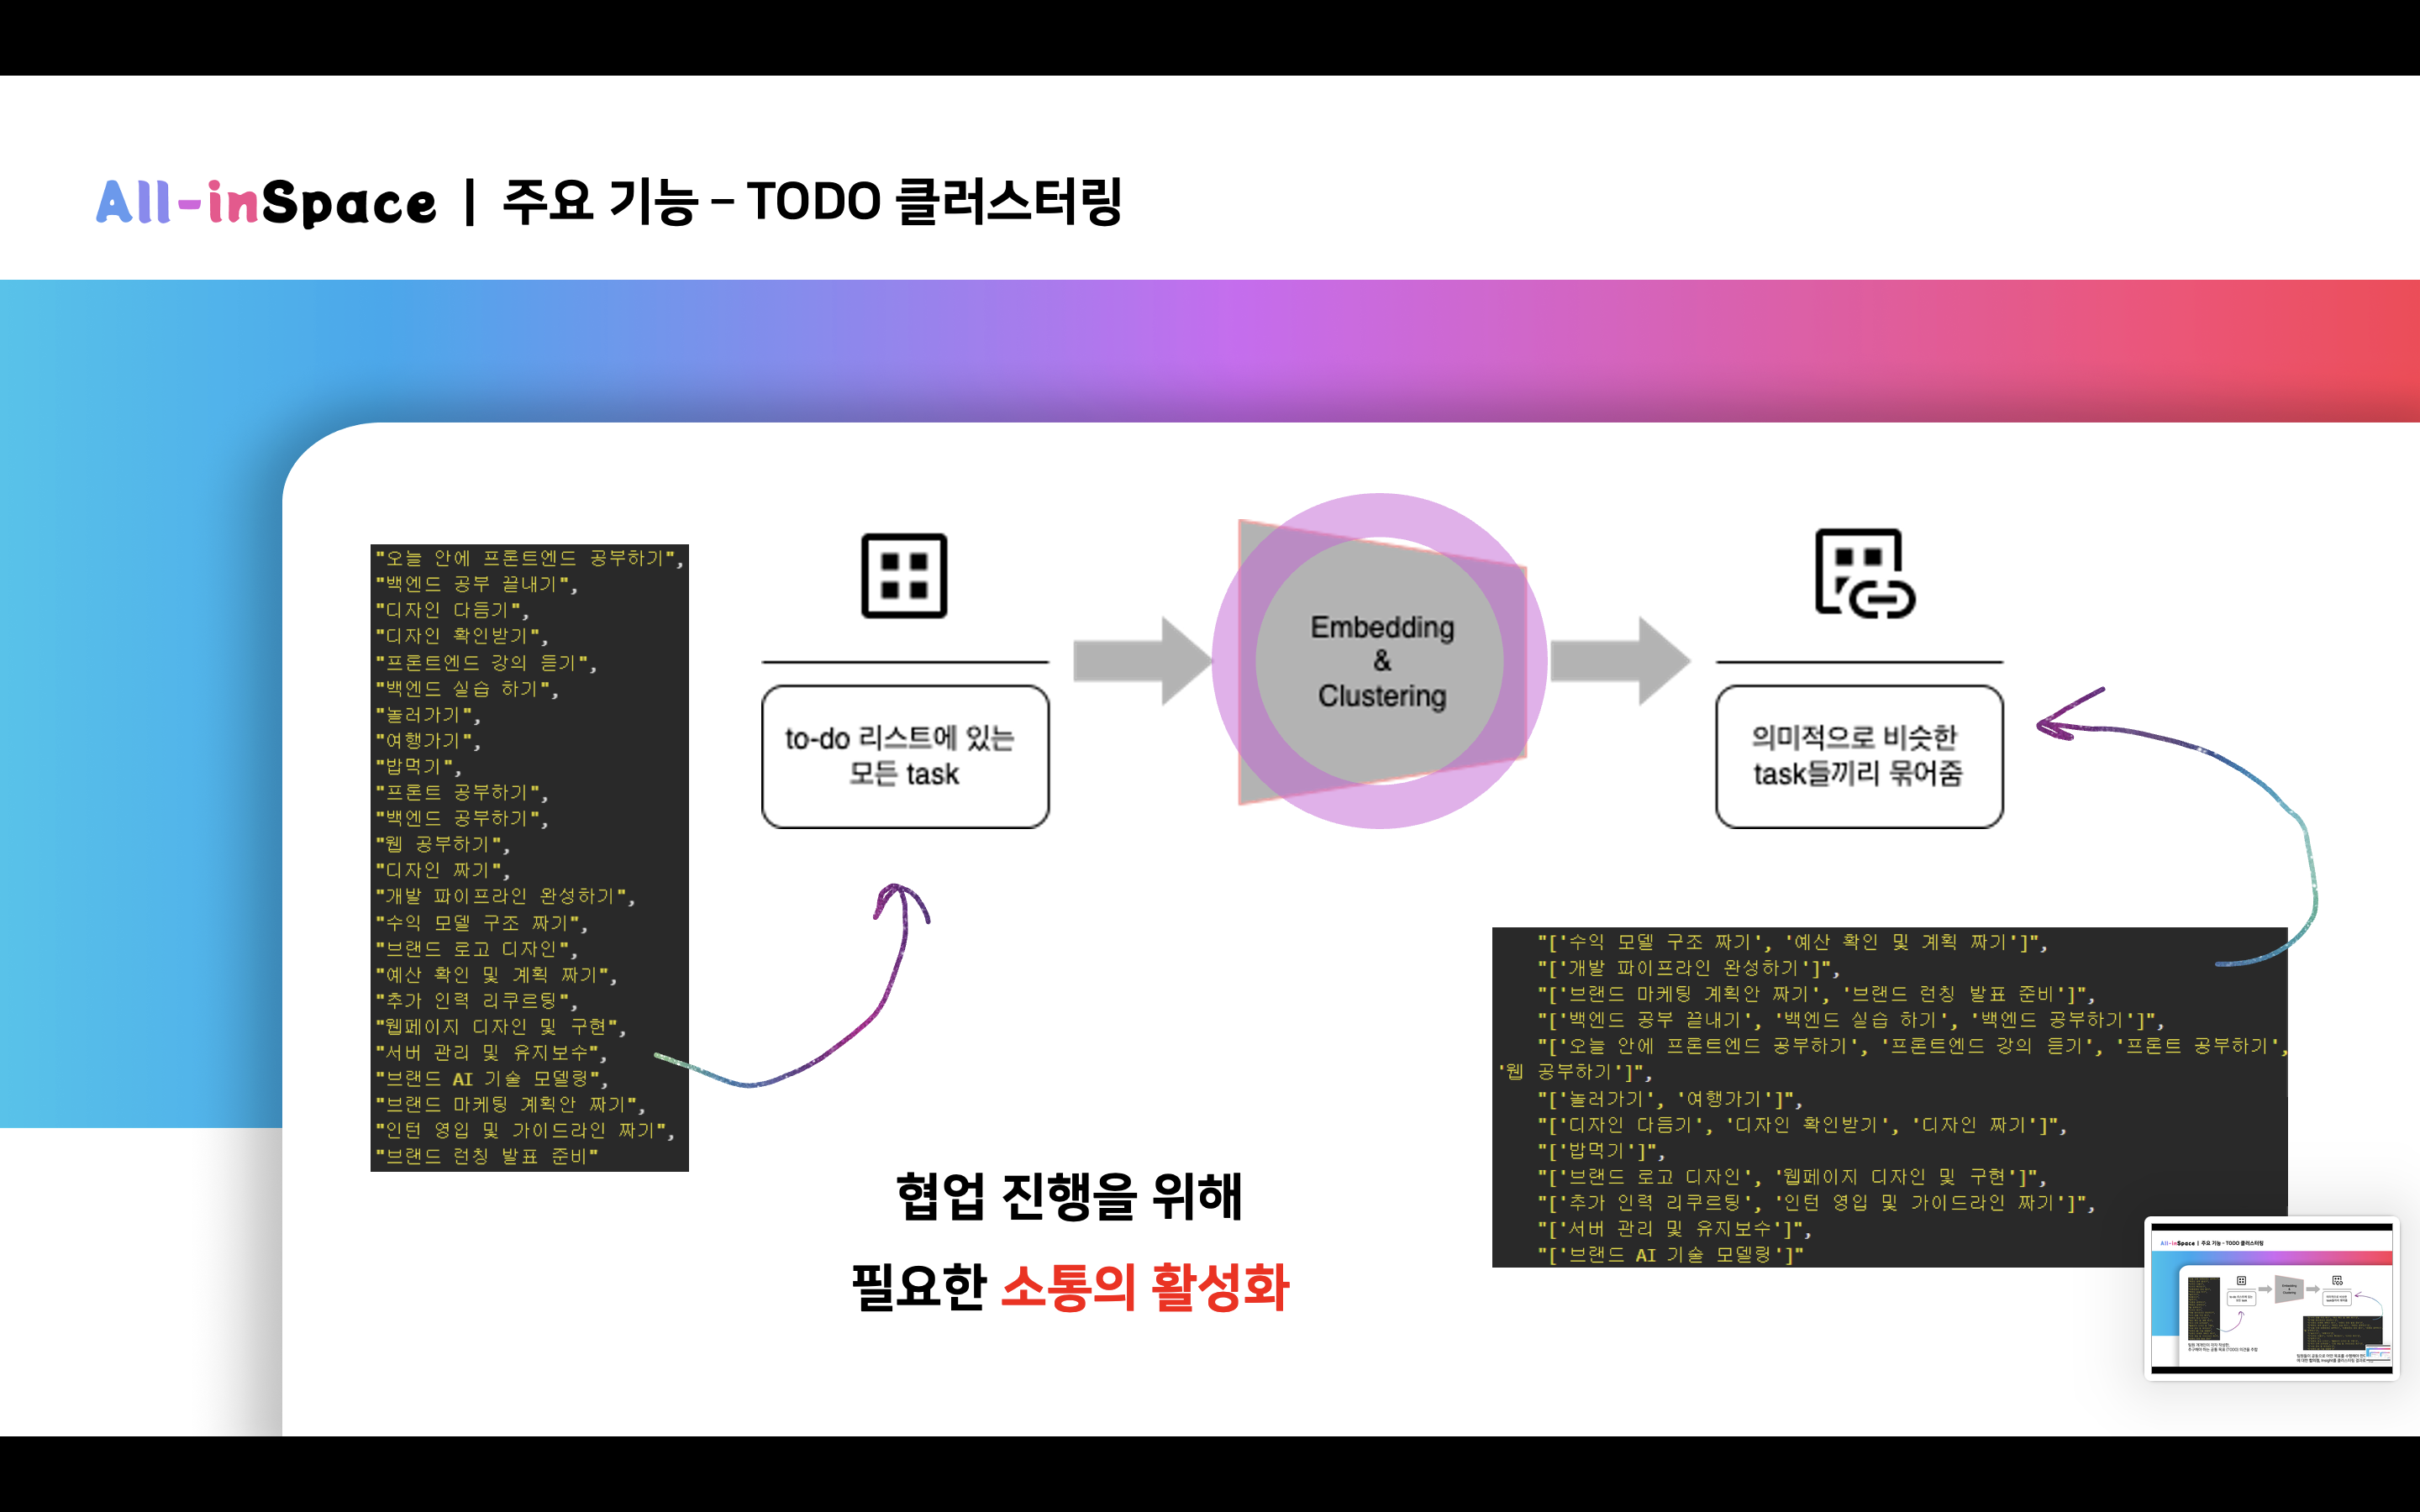 All-inSpace | 주요 기능 – TODO 클러스터링
"오늘 안에 프론트엔드 공부하기",
"백엔드 공부 끝내기",
"디자인 다듬기",
"디자인 확인받기",
"프론트엔드 강의 듣기",
"백엔드 실습 하기",
"놀러가기",
"여행가기",
"밥먹기",
"프론트 공부하기",
"백엔드 공부하기",
"웹 공부하기",
"디자인 짜기",
"개발 파이프라인 완성하기",
"수익 모델 구조 짜기",
"브랜드 로고 디자인",
"예산 확인 및 계획 짜기",
"추가 인력 리쿠르팅",
"웹페이지 디자인 및 구현",
"서버 관리 및 유지보수",
"브랜드 AI 기술 모델링",
"브랜드 마케팅 계획안 짜기",
"인턴 영입 및 가이드라인 짜기",
"브랜드 런칭 발표 준비"
to-do 리스트에 있는
모든 task
Embedding
&
Clustering
의미적으로 비슷한
task들끼리 묶어줌
"['수익 모델 구조 짜기', '예산 확인 및 계획 짜기']",
"['개발 파이프라인 완성하기']",
"['브랜드 마케팅 계획안 짜기', '브랜드 런칭 발표 준비']",
"['백엔드 공부 끝내기', '백엔드 실습 하기', '백엔드 공부하기']",
"['오늘 안에 프론트엔드 공부하기', '프론트엔드 강의 듣기', '프론트 공부하기',
'웹 공부하기']",
"['놀러가기', '여행가기']",
"['디자인 다듬기', '디자인 확인받기', '디자인 짜기']",
"['밥먹기']",
"['브랜드 로고 디자인', '웹페이지 디자인 및 구현']",
"['추가 인력 리쿠르팅', '인턴 영입 및 가이드라인 짜기']",
"['서버 관리 및 유지보수']",
"['브랜드 AI 기술 모델링']"
협업 진행을 위해
필요한 소통의 활성화
All-inSpace | 주요 기능 – TODO 클러스터링